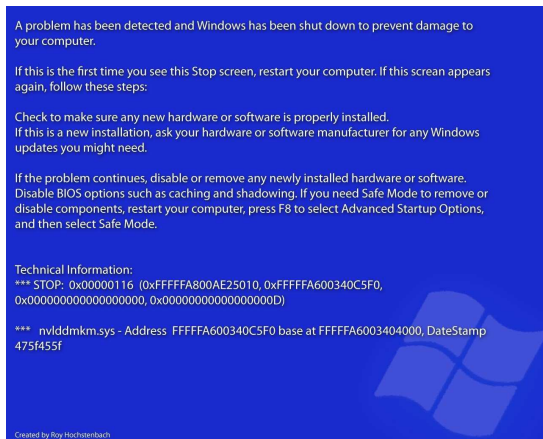 A problem has been detected and Windows has been shut down to prevent damage to
your computer.
If this is the first time you see this Stop screen, restart your computer. If this screan appears
again, follow these steps:
Check to make sure any new hardware or software is properly installed.
If this is a new installation, ask your hardware or software manufacturer for any Windows
updates you might need.
If the problem continues, disable or remove any newly installed hardware or software.
Disable BIOS options such as caching and shadowing. If you need Safe Mode to remove or
disable components, restart your computer, press F8 to select Advanced Startup Options,
and then select Safe Mode.
Technical Information:
*** STOP: 0x00000116 (0xFFFFFA800AE25010, 0xFFFFFA600340C5F0,
0x0000000000000000, 0x000000000000000D)
*** nvlddmkm.sys - Address FFFFFA600340C5F0 base at FFFFFA6003404000, DateStamp
475f455f
Created by Roy Hochstenbach